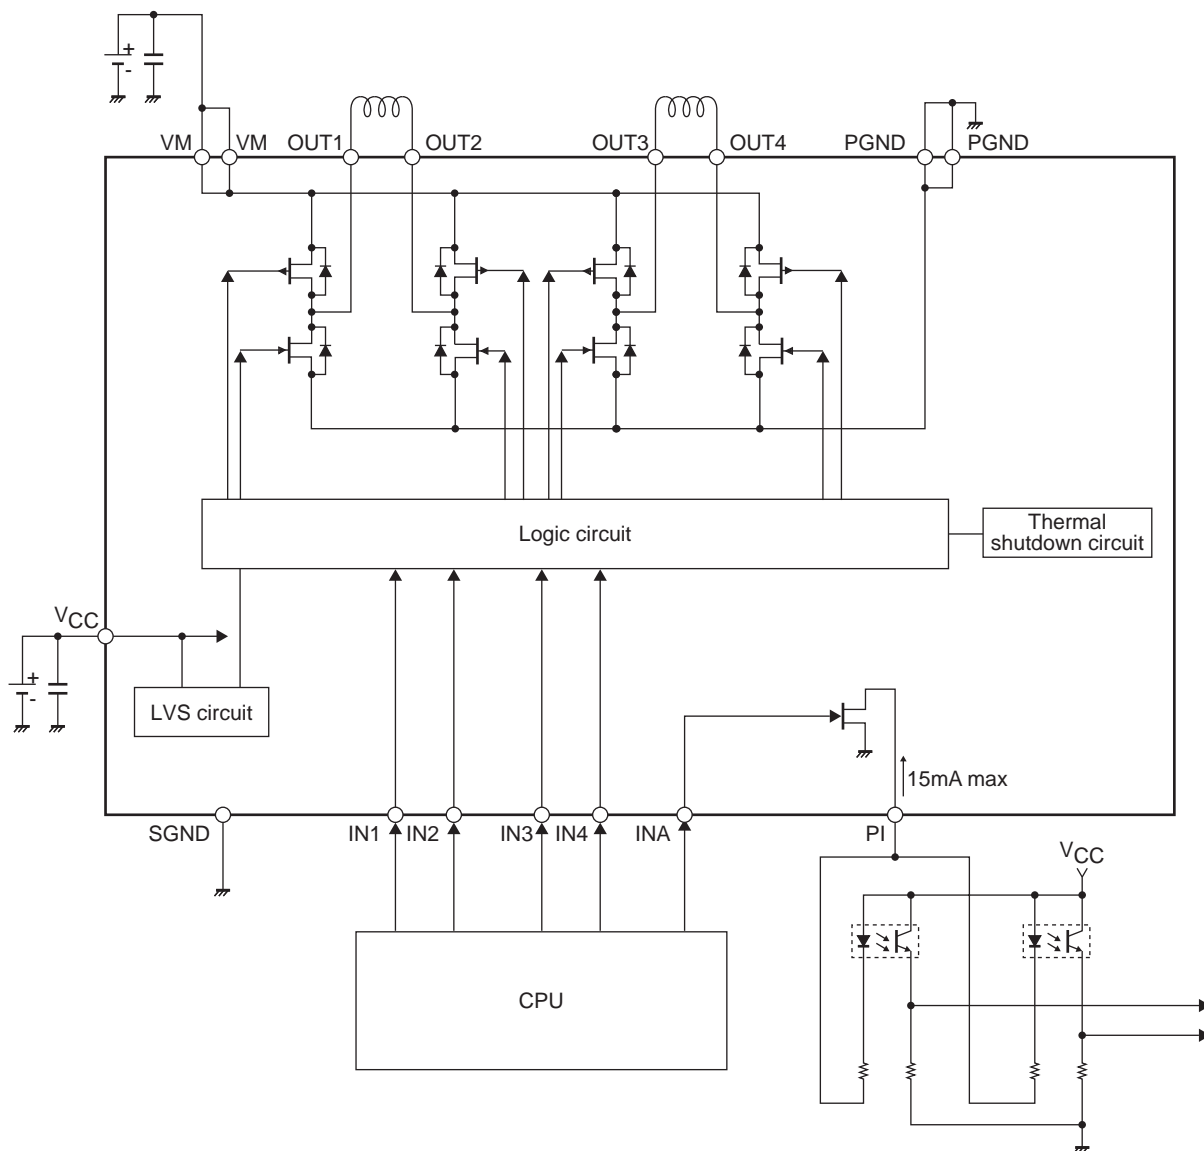 +
-
VM
VM
OUT1
OUT2
OUT3
OUT4
PGND
PGND
Logic circuit
Thermal
shutdown circuit
VCC
+
-
LVS circuit
15mA max
SGND
IN1
IN2
IN3
IN4
INA
PI
VCC
CPU